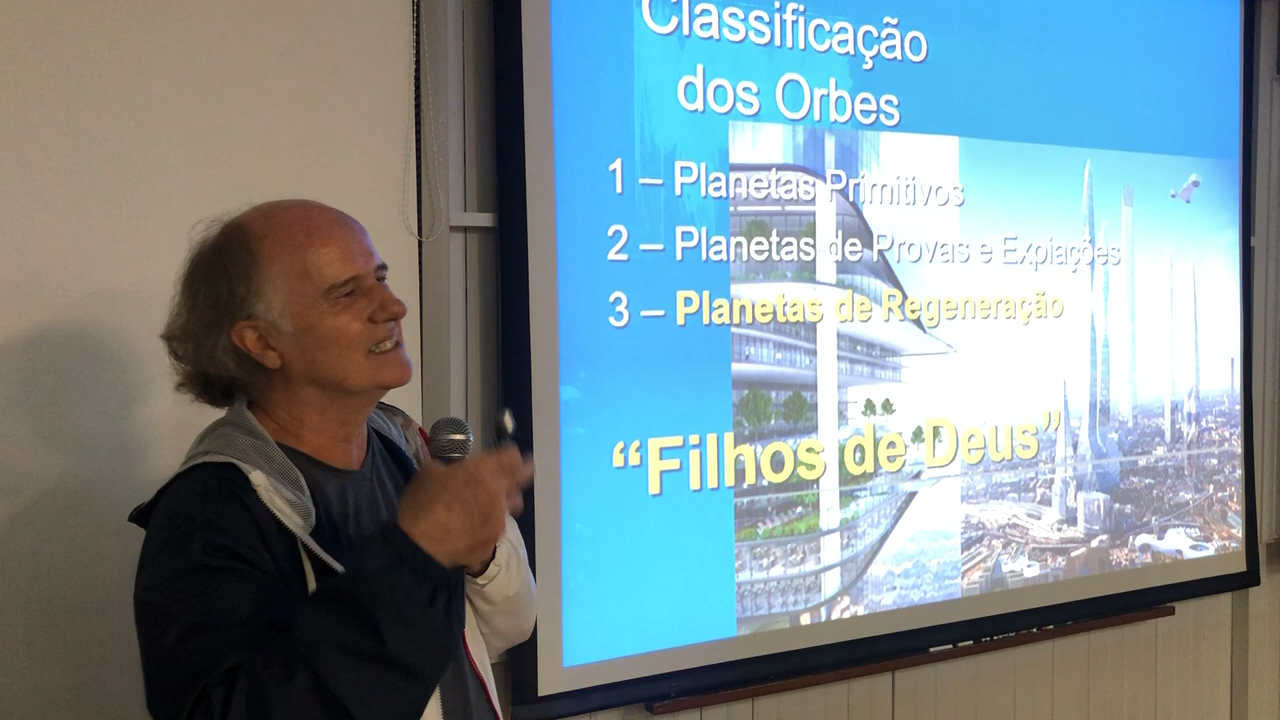 Classificação
dos Orbes
1 – Planetas Primitivos
2 – Planetas de Provas e Expiações
3 – Planetas de Regeneração
“Filhos de Deus”